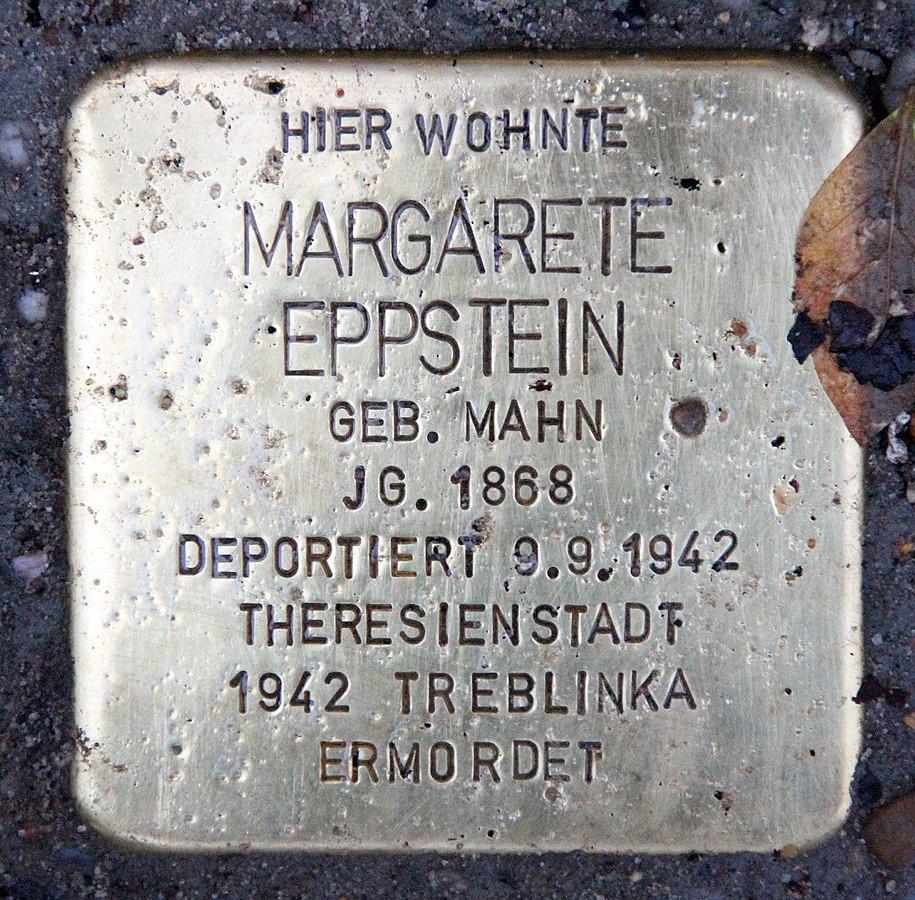 HIER WOHNTE
MARGARETE
EPPSTEIN
GEB. MAHN
JG. 1868
DEPORTIERT 9.9.1942
THERESIENSTADT
1942 TREBLINKA
ERMORDET